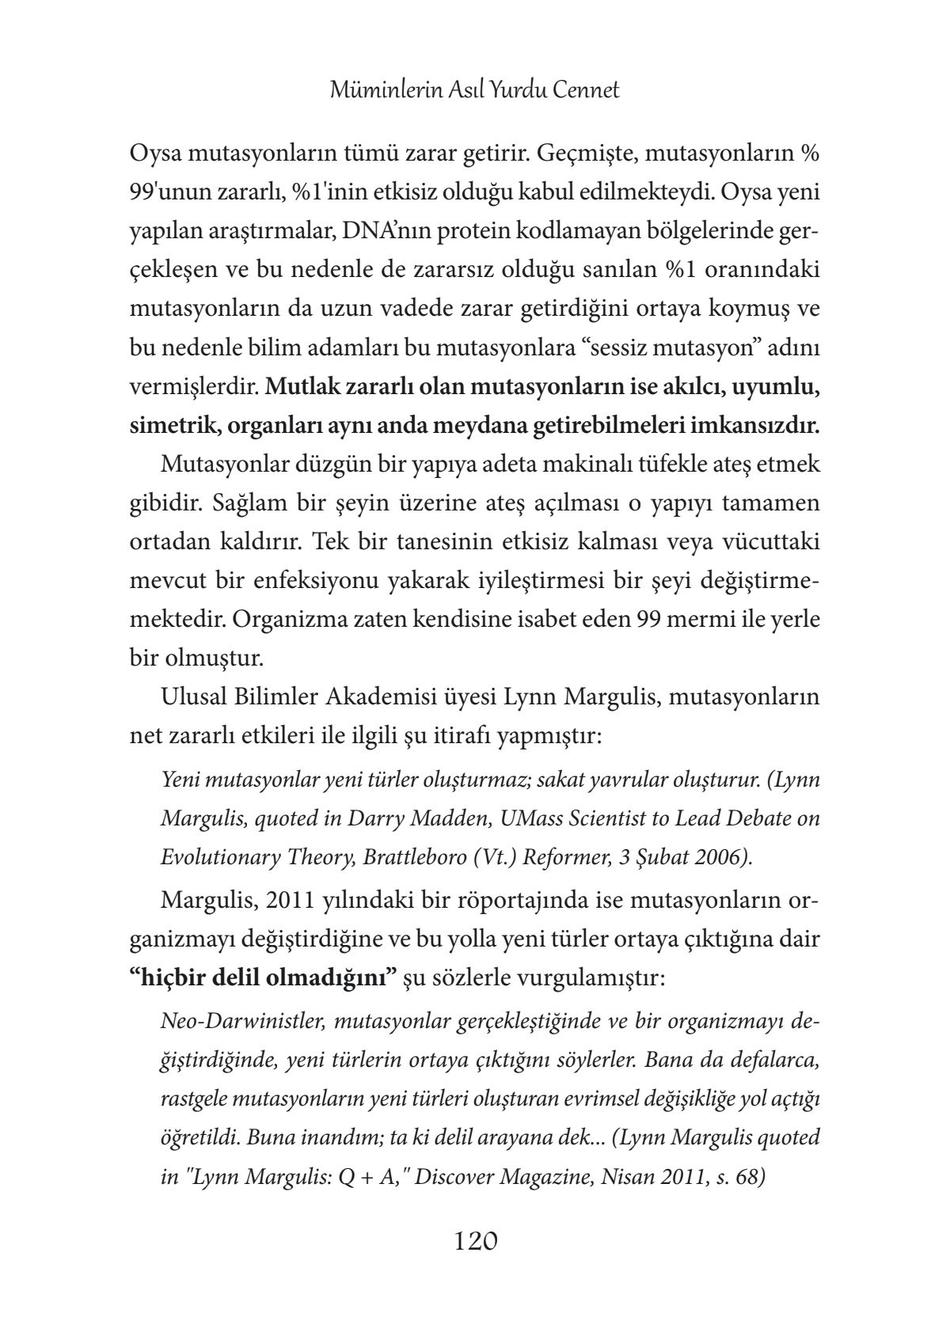 Müminlerin Asıl Yurdu Cennet
Oysa mutasyonların tümü zarar getirir. Geçmişte, mutasyonların %
99'unun zararlı, %1'inin etkisiz olduğu kabul edilmekteydi. Oysa yeni
yapılan araştırmalar, DNA’nın protein kodlamayan bölgelerinde ger-
çekleşen ve bu nedenle de zararsız olduğu sanılan %1 oranındaki
mutasyonların da uzun vadede zarar getirdiğini ortaya koymuş ve
bu nedenle bilim adamları bu mutasyonlara “sessiz mutasyon” adını
vermişlerdir. Mutlak zararlı olan mutasyonların ise akılcı, uyumlu,
simetrik, organları aynı anda meydana getirebilmeleri imkansızdır.
Mutasyonlar düzgün bir yapıya adeta makinalı tüfekle ateş etmek
gibidir. Sağlam bir şeyin üzerine ateş açılması o yapıyı tamamen
ortadan kaldırır. Tek bir tanesinin etkisiz kalması veya vücuttaki
mevcut bir enfeksiyonu yakarak iyileştirmesi bir şeyi değiştirme-
mektedir. Organizma zaten kendisine isabet eden 99 mermi ile yerle
bir olmuştur.
Ulusal Bilimler Akademisi üyesi Lynn Margulis, mutasyonların
net zararlı etkileri ile ilgili şu itirafı yapmıştır:
Yeni mutasyonlar yeni türler oluşturmaz; sakat yavrular oluşturur. (Lynn
Margulis, quoted in Darry Madden, UMass Scientist to Lead Debate on
Evolutionary Theory, Brattleboro (Vt.) Reformer, 3 Şubat 2006).
Margulis, 2011 yılındaki bir röportajında ise mutasyonların or-
ganizmayı değiştirdiğine ve bu yolla yeni türler ortaya çıktığına dair
“hiçbir delil olmadığını” şu sözlerle vurgulamıştır:
Neo-Darwinistler, mutasyonlar gerçekleştiğinde ve bir organizmayı de-
ğiştirdiğinde, yeni türlerin ortaya çıktığını söylerler. Bana da defalarca,
rastgele mutasyonların yeni türleri oluşturan evrimsel değişikliğe yol açtığı
öğretildi. Buna inandım; ta ki delil arayana dek... (Lynn Margulis quoted
in "Lynn Margulis: Q + A," Discover Magazine, Nisan 2011, s. 68)
120